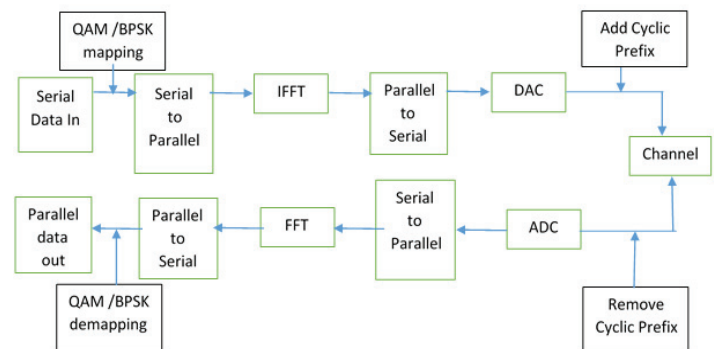 QAM /BPSK
mapping
Add Cyclic
Prefix
Serial
Data In
Serial
to
Parallel
IFFT
Parallel
to
Serial
DAC
Channel
Parallel
data
out
Parallel
to
Serial
FFT
Serial
to
Parallel
ADC
QAM /BPSK
demapping
Remove
Cyclic Prefix